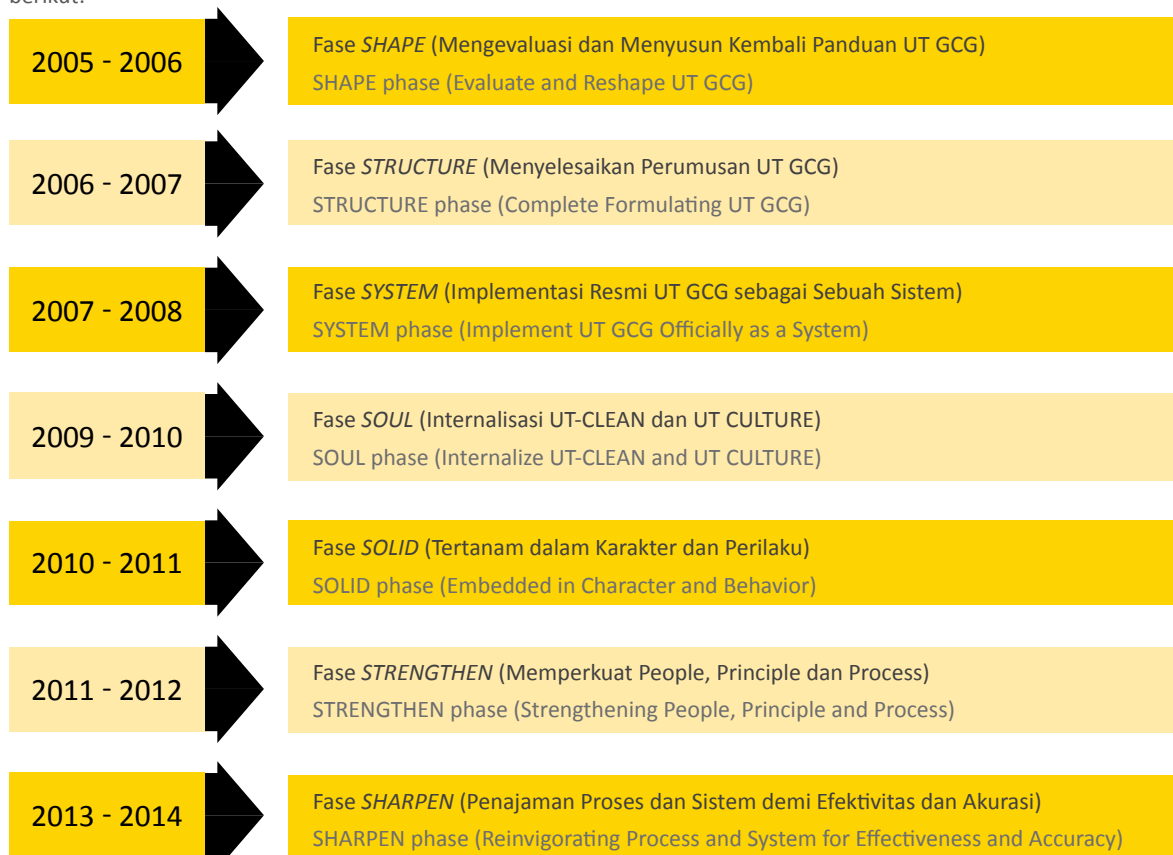 berikut:
2005 - 2006
Fase SHAPE (Mengevaluasi dan Menyusun Kembali Panduan UT GCG)
SHAPE phase (Evaluate and Reshape UT GCG)
2006 - 2007
Fase STRUCTURE (Menyelesaikan Perumusan UT GCG)
STRUCTURE phase (Complete Formulating UT GCG)
2007 - 2008
Fase SYSTEM (Implementasi Resmi UT GCG sebagai Sebuah Sistem)
SYSTEM phase (Implement UT GCG Officially as a System)
2009 - 2010
Fase SOUL (Internalisasi UT-CLEAN dan UT CULTURE)
SOUL phase (Internalize UT-CLEAN and UT CULTURE)
2010 - 2011
Fase SOLID (Tertanam dalam Karakter dan Perilaku)
SOLID phase (Embedded in Character and Behavior)
2011 - 2012
Fase STRENGTHEN (Memperkuat People, Principle dan Process)
STRENGTHEN phase (Strengthening People, Principle and Process)
2013 - 2014
Fase SHARPEN (Penajaman Proses dan Sistem demi Efektivitas dan Akurasi)
SHARPEN phase (Reinvigorating Process and System for Effectiveness and Accuracy)